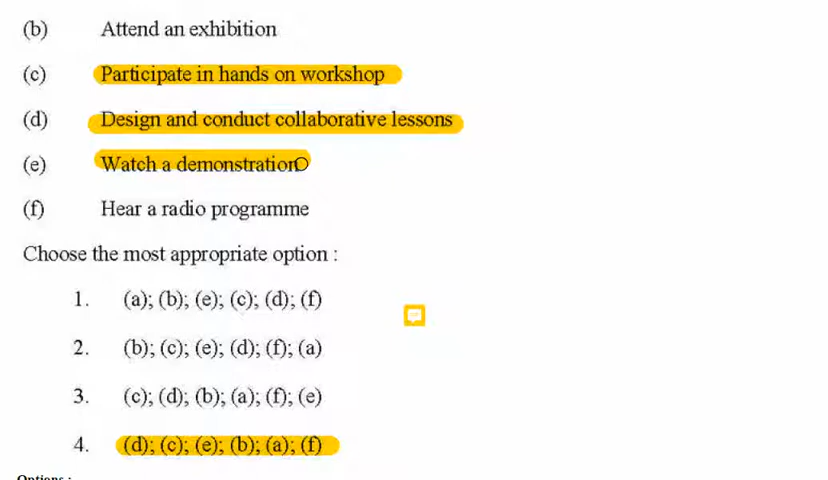 (b) Attend an exhibition
(c) Participate in hands on workshop
(d) Design and conduct collaborative lessons
(e) Watch a demonstration
(f) Hear a radio programme
Choose the most appropriate option :
1. (a); (b); (e); (c); (d); (f)
2. (b); (c); (e); (d); (f); (a)
3. (c); (d); (b); (a); (f); (e)
4. (d); (c); (e); (b); (a); (f)
Options :